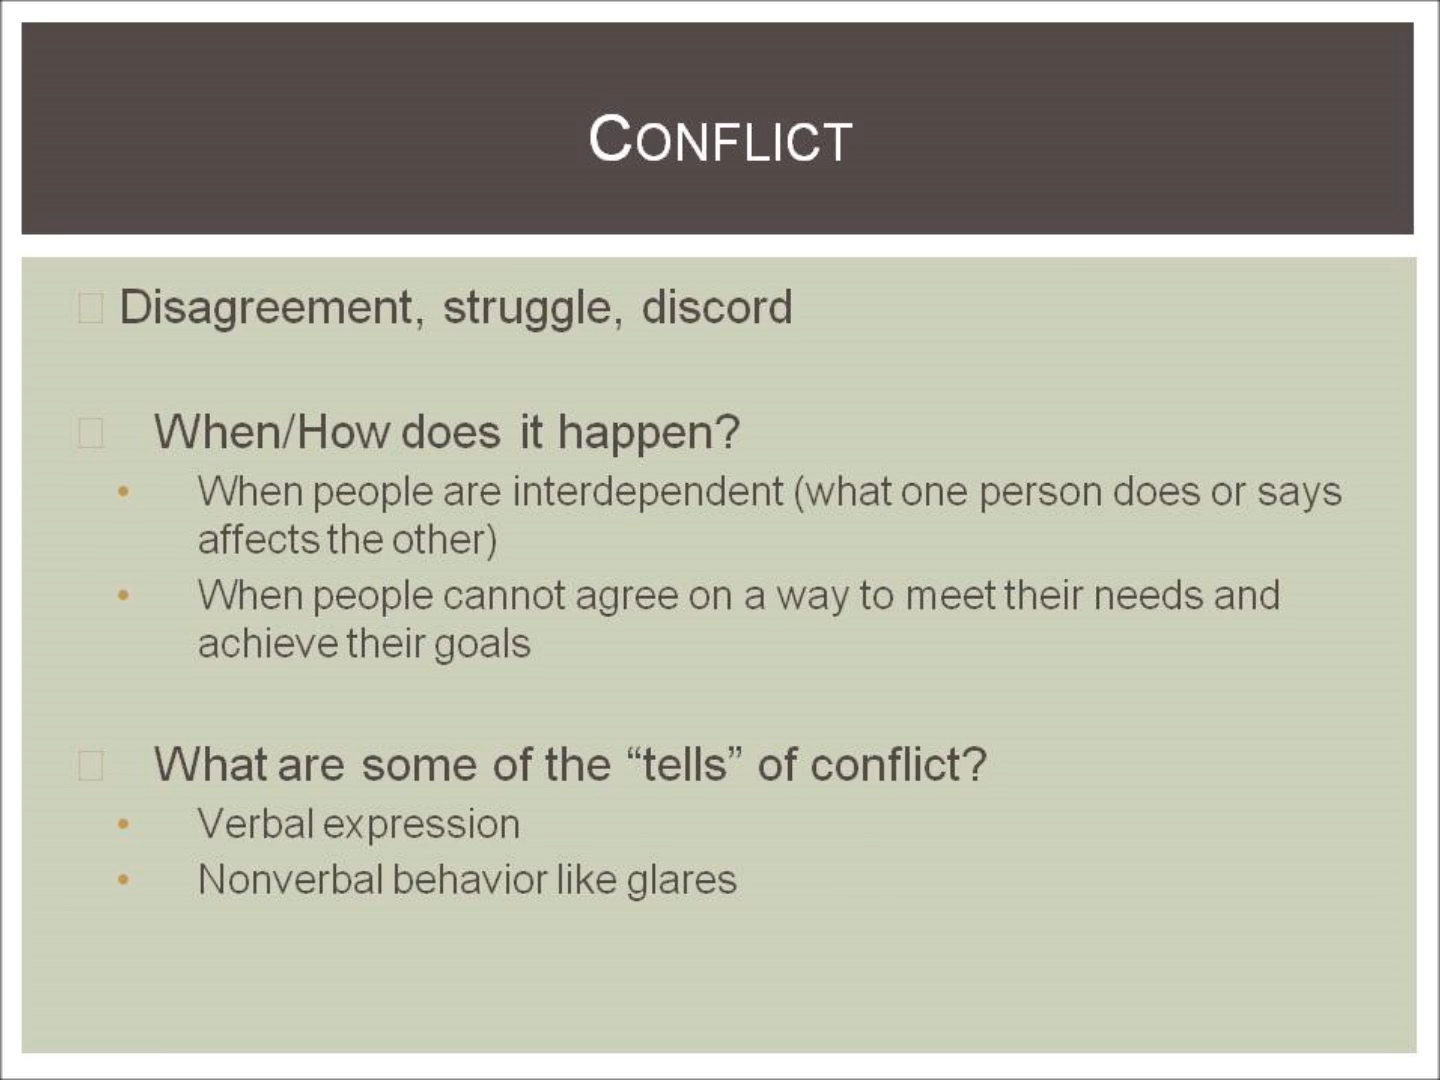 CONFLICT
Disagreement, struggle, discord
When/How does it happen?
• When people are interdependent (what one person does or says
affects the other)
• When people cannot agree on a way to meet their needs and
achieve their goals
What are some of the “tells” of conflict?
• Verbal expression
• Nonverbal behavior like glares